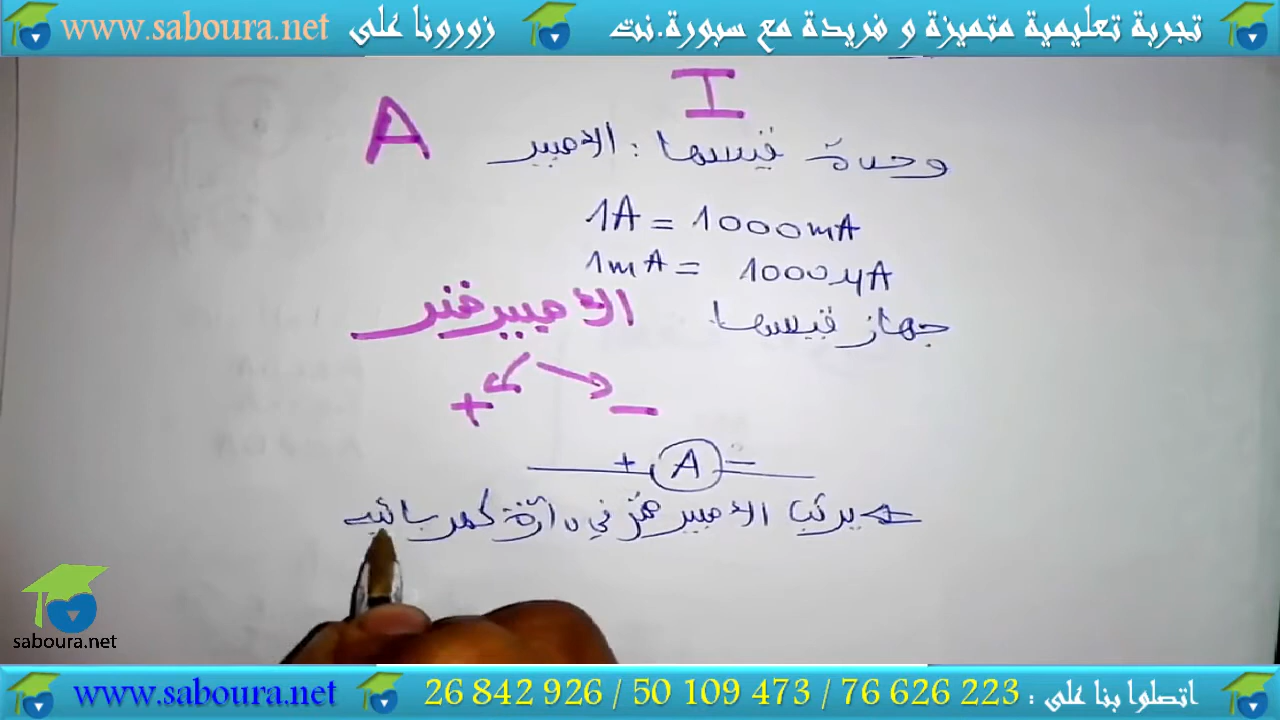 تجربة تعليمية متميزة و فريدة مع سبورة.نت زورونا على www.saboura.net
I
A
وحدة قيسها : الامبير
1A = 1000mA
1mA = 1000µA
جهاز قيسها الامبيرمتر
+ -
+ A -
يركب الامبيرمتر في دائرة كهربائية
saboura.net
اتصلوا بنا على : 26 842 926 / 50 109 473 / 76 626 223 www.saboura.net